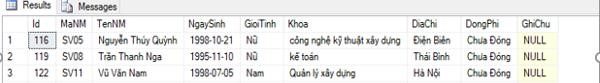 Results Messages
Id MaNM TenNM NgaySinh GioiTinh Khoa DiaChi DongPhi GhiChu
1 116 SV05 Nguyễn Thúy Quỳnh 1998-10-21 Nữ công nghệ kỹ thuật xây dựng Điện Biên Chưa Đóng NULL
2 119 SV08 Trần Thanh Nga 1995-11-10 Nữ kế toán Thái Bình Chưa Đóng NULL
3 122 SV11 Vũ Văn Nam 1998-07-05 Nam Quản lý xây dựng Hà Nội Chưa Đóng NULL